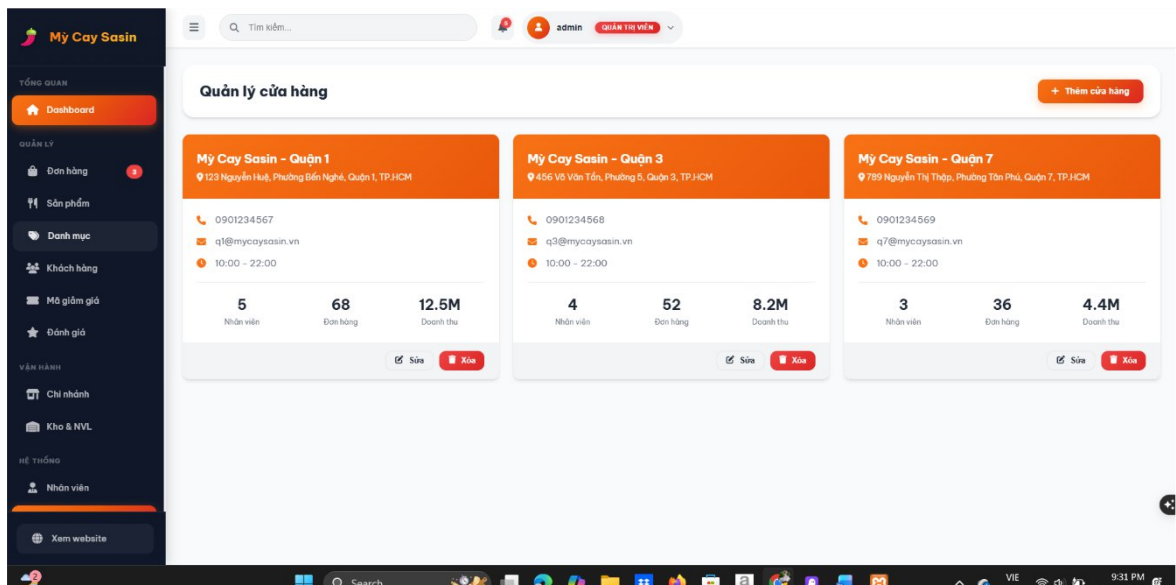 Mỳ Cay Sasin
Tìm kiếm...
admin QUẢN TRỊ VIÊN
TỔNG QUAN
Dashboard
QUẢN LÝ
Đơn hàng 3
Sản phẩm
Danh mục
Khách hàng
Mã giảm giá
Đánh giá
VẬN HÀNH
Chi nhánh
Kho & NVL
HỆ THỐNG
Nhân viên
Xem website
Quản lý cửa hàng
+ Thêm cửa hàng
Mỳ Cay Sasin - Quận 1
123 Nguyễn Huệ, Phường Bến Nghé, Quận 1, TP.HCM
0901234567
q1@mycaysasin.vn
10:00 - 22:00
5 68 12.5M
Nhân viên Đơn hàng Doanh thu
Sửa Xóa
Mỳ Cay Sasin - Quận 3
456 Võ Văn Tần, Phường 5, Quận 3, TP.HCM
0901234568
q3@mycaysasin.vn
10:00 - 22:00
4 52 8.2M
Nhân viên Đơn hàng Doanh thu
Sửa Xóa
Mỳ Cay Sasin - Quận 7
789 Nguyễn Thị Thập, Phường Tân Phú, Quận 7, TP.HCM
0901234569
q7@mycaysasin.vn
10:00 - 22:00
3 36 4.4M
Nhân viên Đơn hàng Doanh thu
Sửa Xóa
2
Search
VIE
9:31 PM